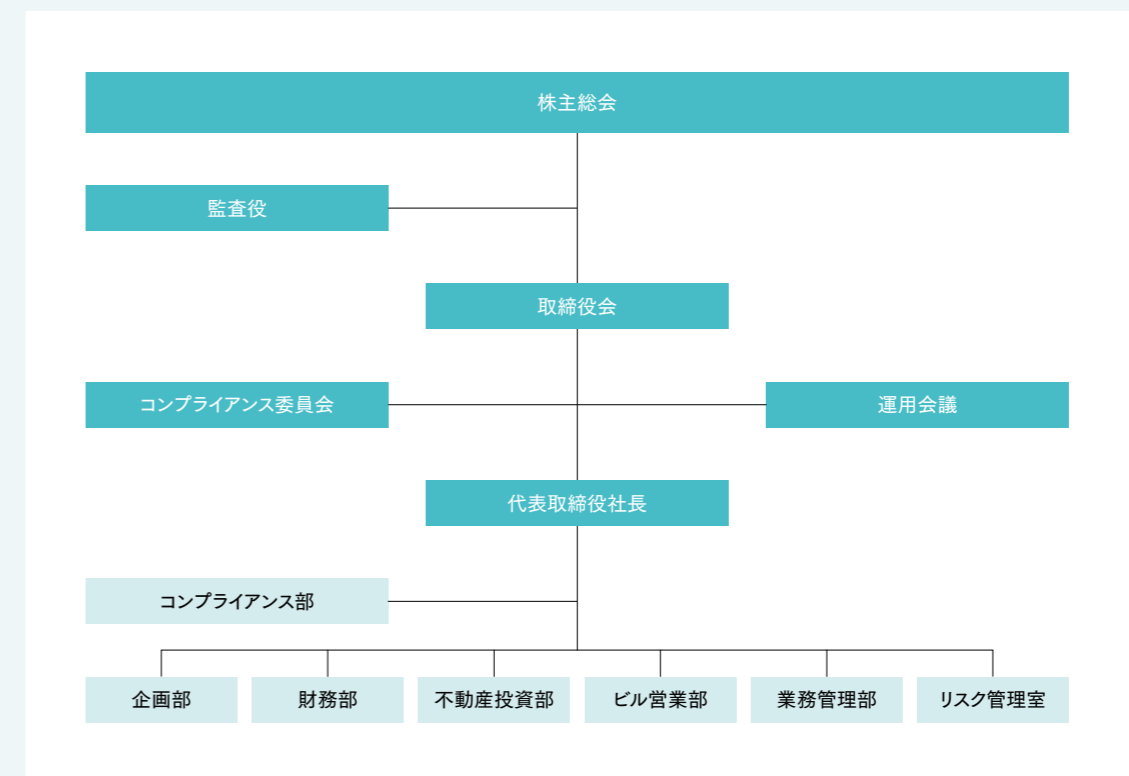 株主総会
監査役
取締役会
コンプライアンス委員会
運用会議
代表取締役社長
コンプライアンス部
企画部
財務部
不動産投資部
ビル営業部
業務管理部
リスク管理室